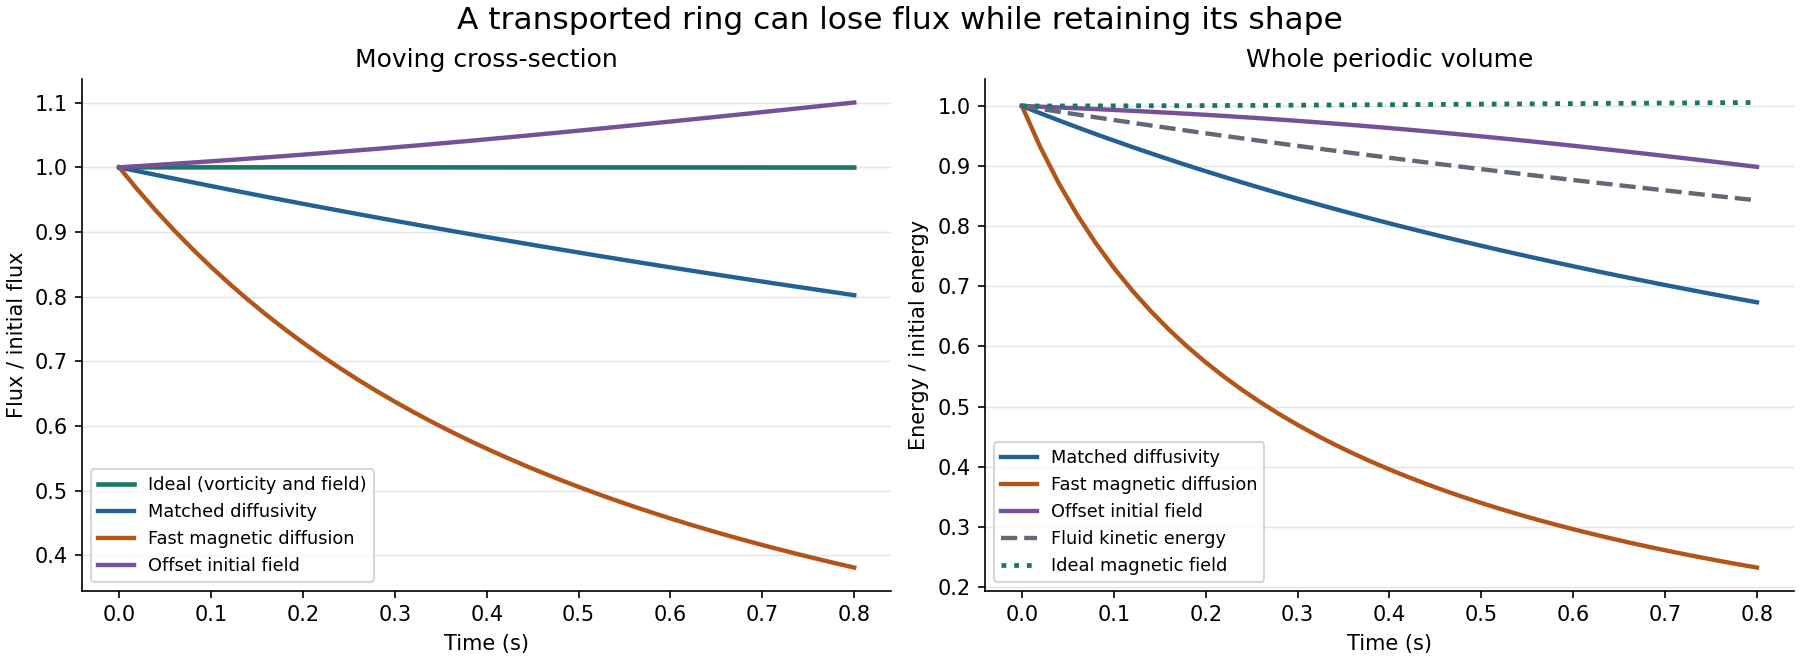 A transported ring can lose flux while retaining its shape
Moving cross-section
Flux / initial flux
1.1
1.0
0.9
0.8
0.7
0.6
0.5
0.4
Ideal (vorticity and field)
Matched diffusivity
Fast magnetic diffusion
Offset initial field
0.0 0.1 0.2 0.3 0.4 0.5 0.6 0.7 0.8
Time (s)
Whole periodic volume
Energy / initial energy
1.0
0.9
0.8
0.7
0.6
0.5
0.4
0.3
0.2
Matched diffusivity
Fast magnetic diffusion
Offset initial field
Fluid kinetic energy
Ideal magnetic field
0.0 0.1 0.2 0.3 0.4 0.5 0.6 0.7 0.8
Time (s)